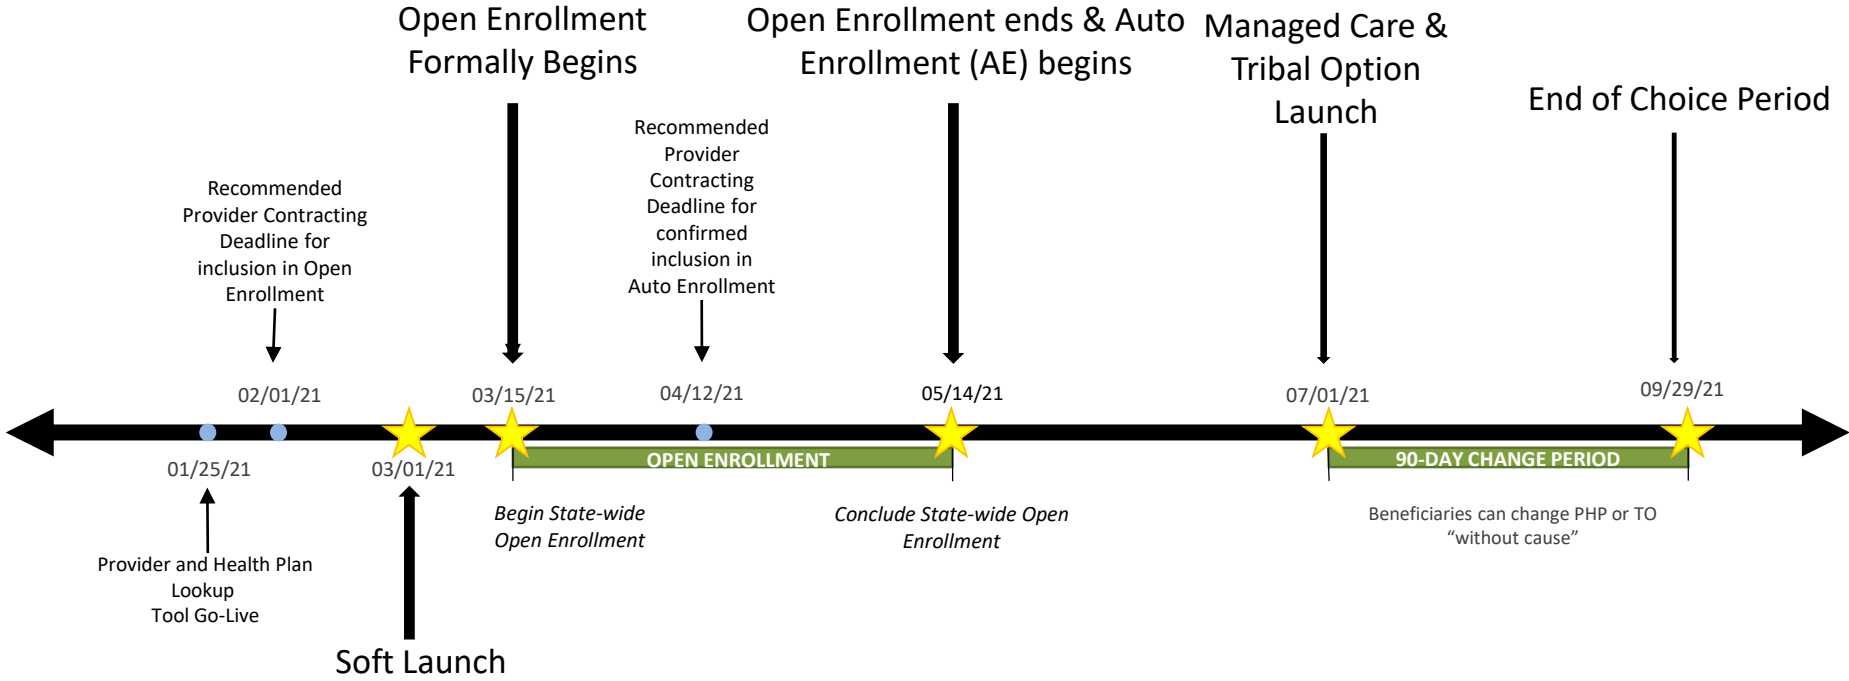 Open Enrollment
Formally Begins
Open Enrollment ends & Auto
Enrollment (AE) begins
Managed Care &
Tribal Option
Launch
End of Choice Period
Recommended
Provider Contracting
Deadline for
inclusion in Open
Enrollment
Recommended
Provider
Contracting
Deadline for
confirmed
inclusion in
Auto Enrollment
02/01/21
03/15/21
04/12/21
05/14/21
07/01/21
09/29/21
01/25/21
03/01/21
OPEN ENROLLMENT
90-DAY CHANGE PERIOD
Provider and Health Plan
Lookup
Tool Go-Live
Soft Launch
Begin State-wide
Open Enrollment
Conclude State-wide Open
Enrollment
Beneficiaries can change PHP or TO
“without cause”